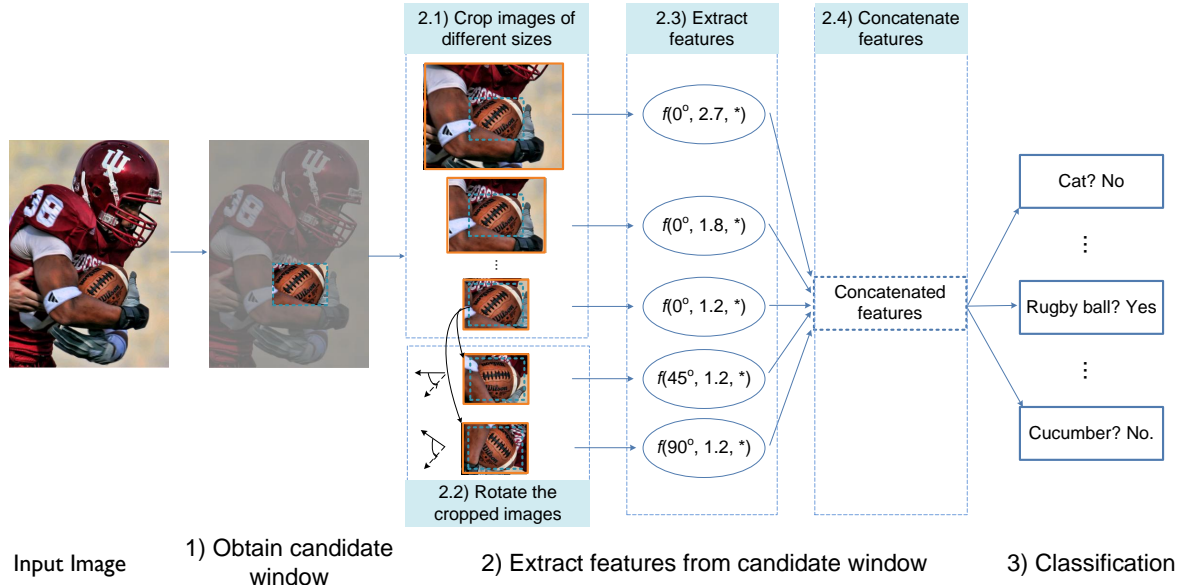 2.1) Crop images of
different sizes
2.3) Extract
features
2.4) Concatenate
features
f(0°, 2.7, *)
f(0°, 1.8, *)
...
f(0°, 1.2, *)
f(45°, 1.2, *)
f(90°, 1.2, *)
Concatenated
features
Cat? No
...
Rugby ball? Yes
...
Cucumber? No.
2.2) Rotate the
cropped images
38
38
Input Image
1) Obtain candidate
window
2) Extract features from candidate window
3) Classification